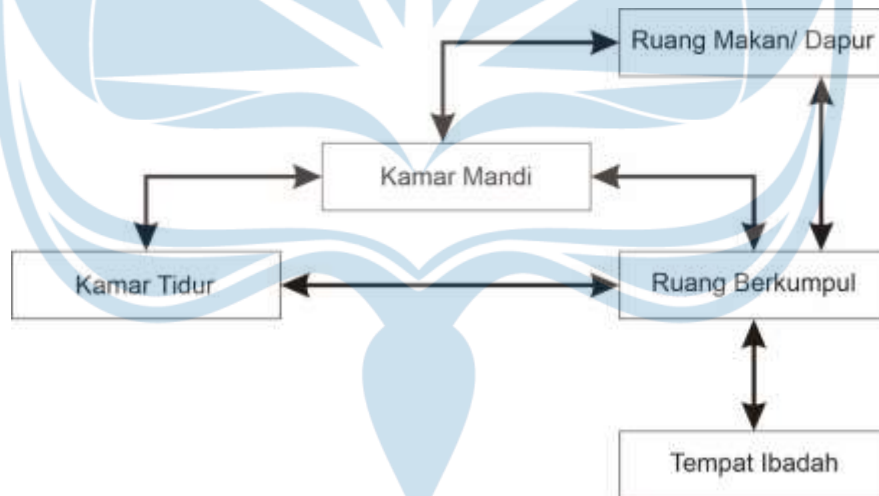 Ruang Makan/ Dapur
Kamar Mandi
Kamar Tidur
Ruang Berkumpul
Tempat Ibadah